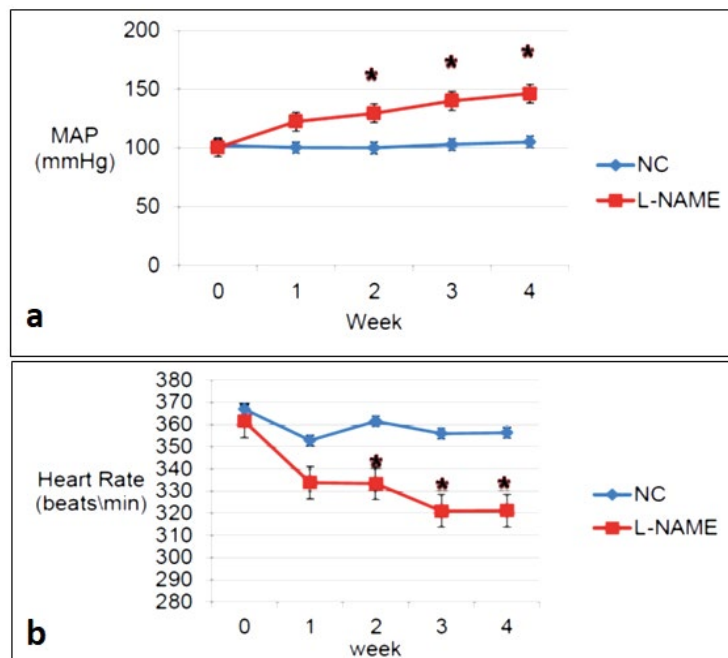 200
*
*
*
150
MAP
(mmHg)
100
50
0
0 1 2 3 4
Week
NC
L-NAME
a
380
370
360
350
340
330
320
310
300
290
280
Heart Rate
(beats\min)
*
*
*
0 1 2 3 4
week
NC
L-NAME
b